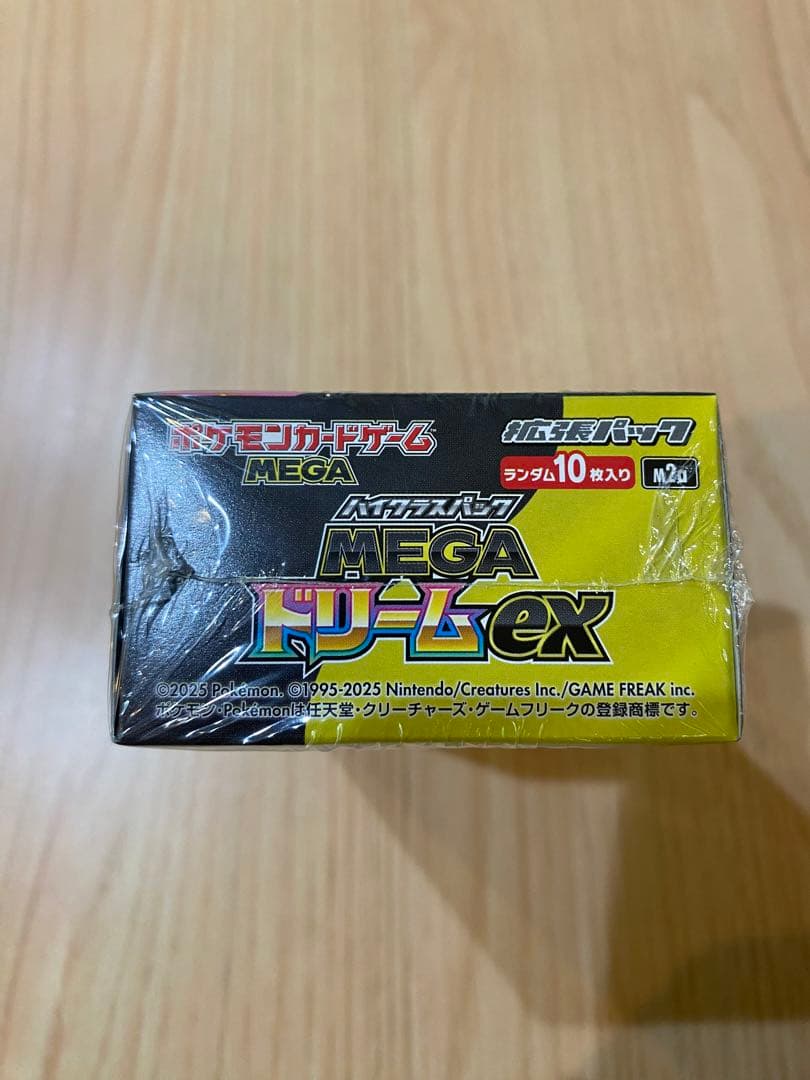 ポケモンカードゲーム
MEGA
拡張パック
ランダム10枚入り M2a
ハイクラスパック
MEGA
ドリームex
©2025 Pokémon. ©1995-2025 Nintendo/Creatures Inc./GAME FREAK inc.
ポケモン・Pokémonは任天堂・クリーチャーズ・ゲームフリークの登録商標です。